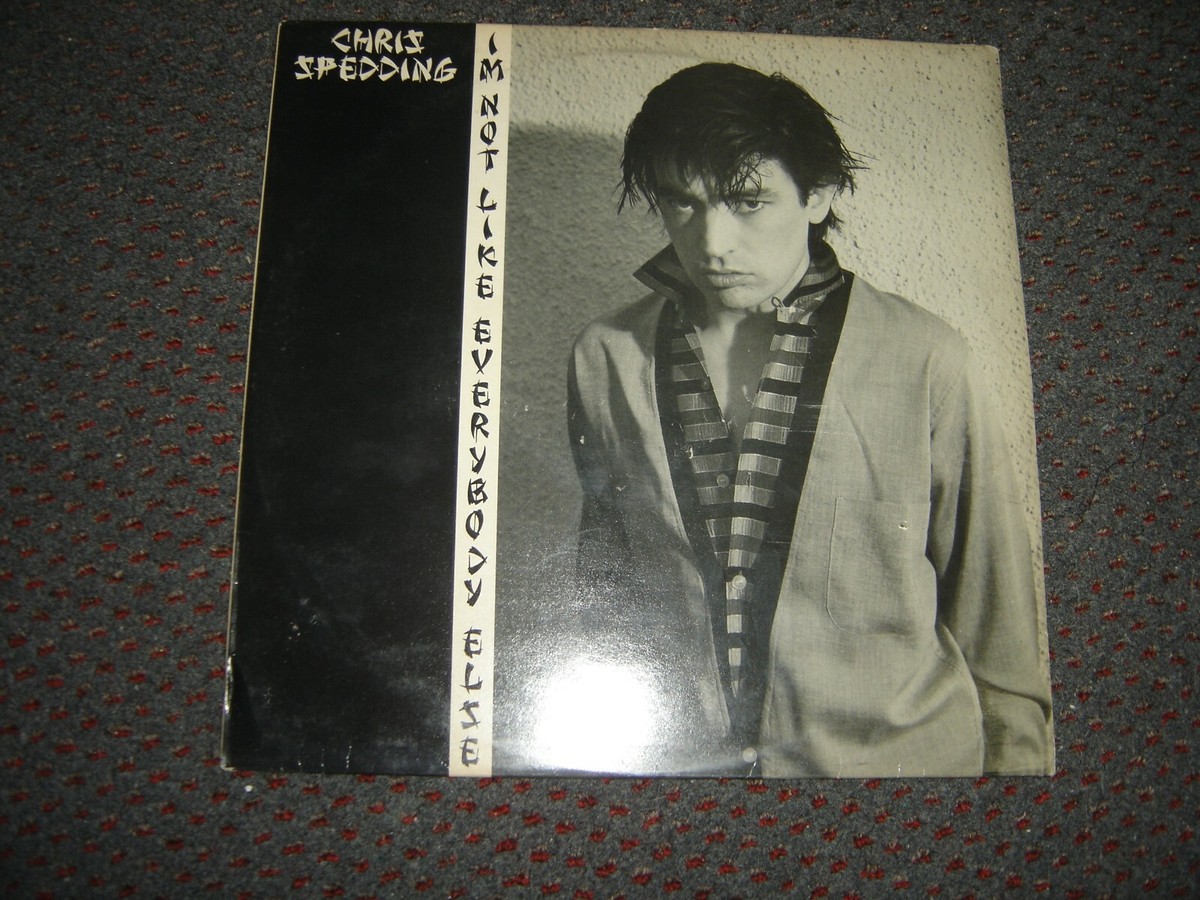 CHRIS
SPEDDING
IM NOT LIKE EVERYBODY ELSE